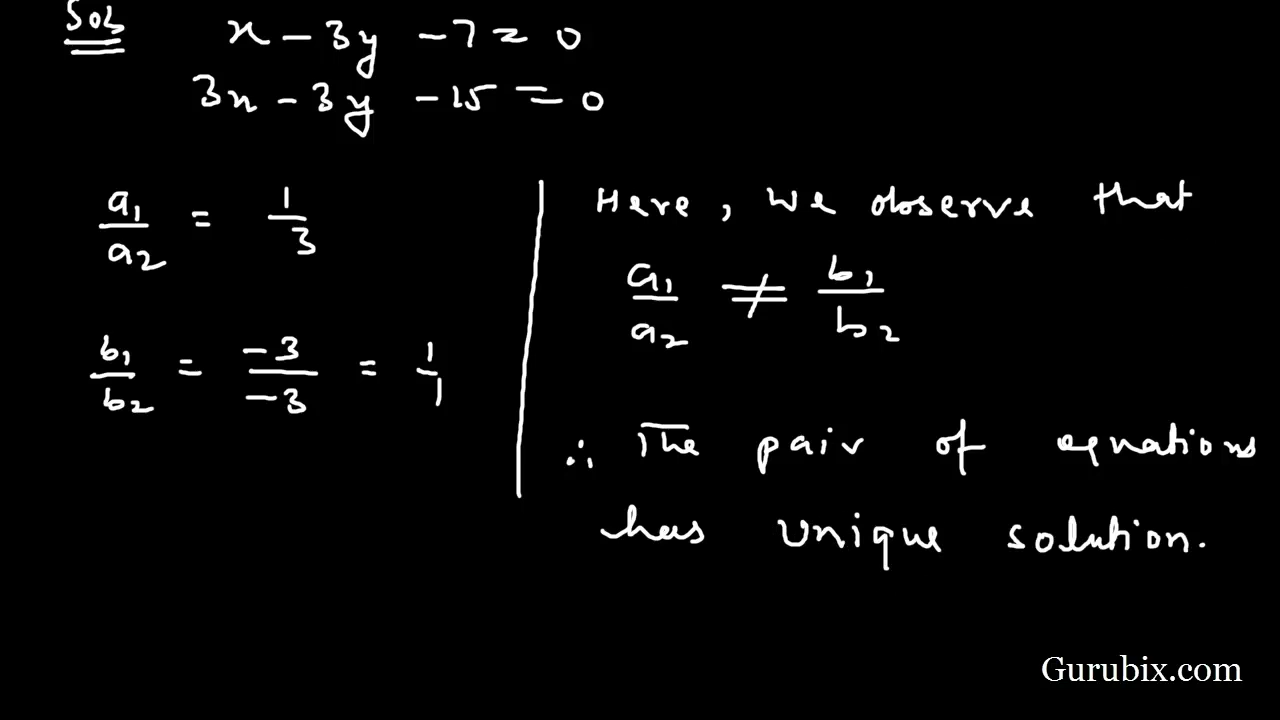 Sol
x - 3y - 7 = 0
3x - 3y - 15 = 0
a1/a2 = 1/3
b1/b2 = -3/-3 = 1/1
Here, we observe that
a1/a2 ≠ b1/b2
∴ The pair of equations
has unique solution.
Gurubix.com